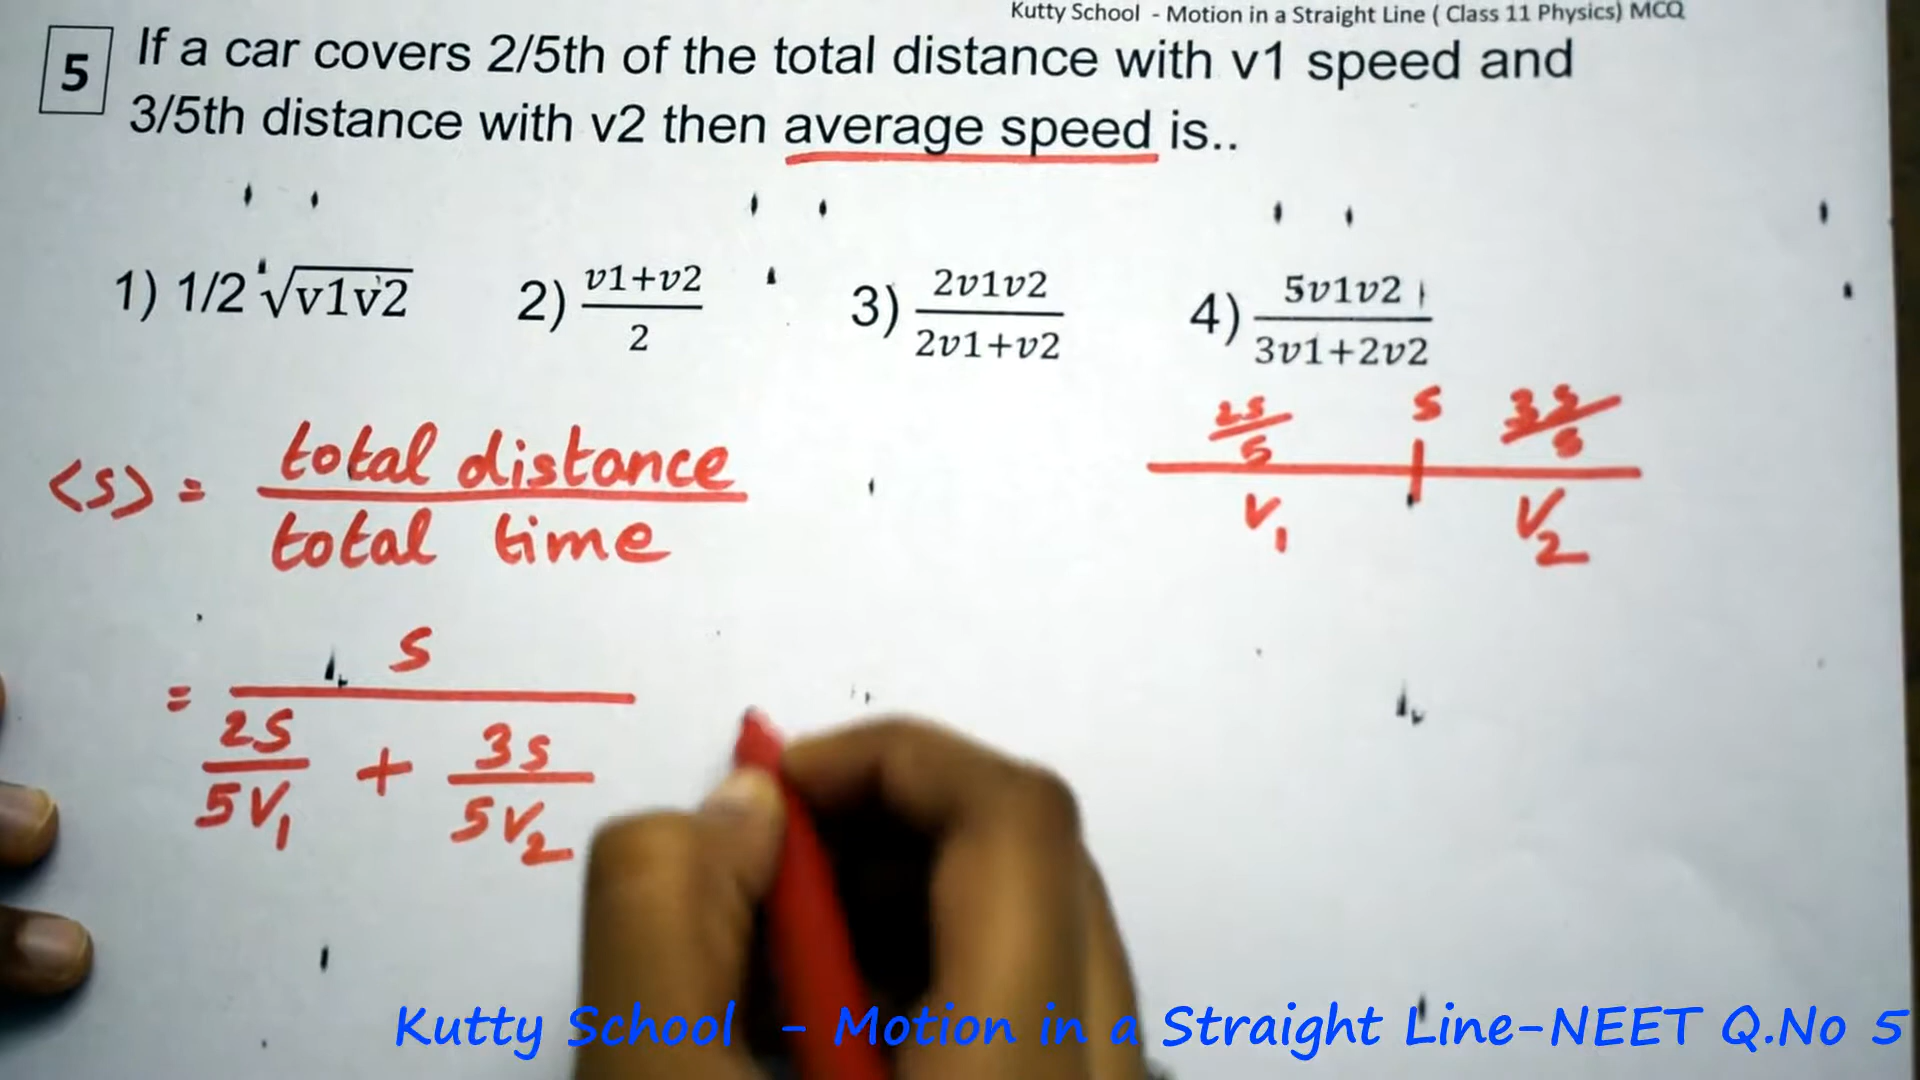 Kutty School - Motion in a Straight Line ( Class 11 Physics) MCQ
5 If a car covers 2/5th of the total distance with v1 speed and
3/5th distance with v2 then average speed is..
1) 1/2 √v1v2 2) v1+v2/2 3) 2v1v2/2v1+v2 4) 5v1v2/3v1+2v2
2s/5 s 3s/5
V1 V2
<s> = total distance/total time
= s/(2S/5V1 + 3s/5V2)
Kutty School - Motion in a Straight Line-NEET Q.No 5